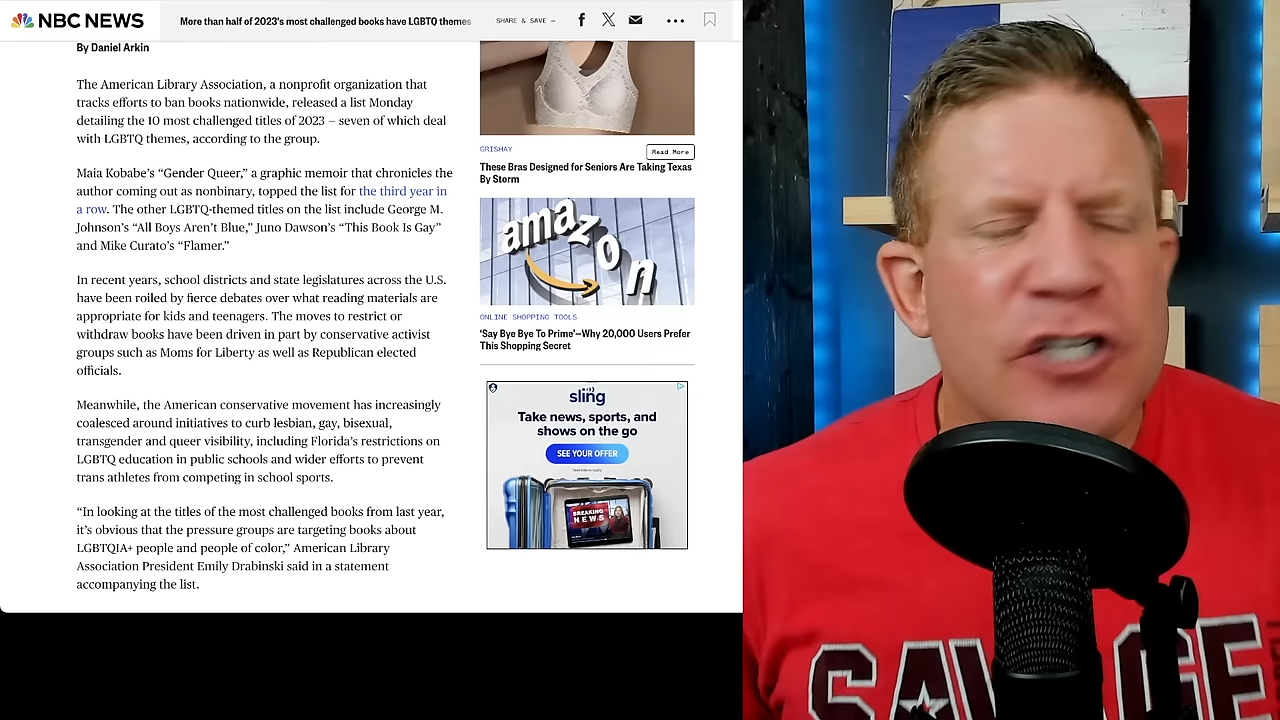 NBC NEWS
More than half of 2023's most challenged books have LGBTQ themes
SHARE & SAVE —
By Daniel Arkin
The American Library Association, a nonprofit organization that
tracks efforts to ban books nationwide, released a list Monday
detailing the 10 most challenged titles of 2023 — seven of which deal
with LGBTQ themes, according to the group.
Maia Kobabe's “Gender Queer,” a graphic memoir that chronicles the
author coming out as nonbinary, topped the list for the third year in
a row. The other LGBTQ-themed titles on the list include George M.
Johnson's “All Boys Aren't Blue,” Juno Dawson's “This Book Is Gay”
and Mike Curato's “Flamer.”
In recent years, school districts and state legislatures across the U.S.
have been roiled by fierce debates over what reading materials are
appropriate for kids and teenagers. The moves to restrict or
withdraw books have been driven in part by conservative activist
groups such as Moms for Liberty as well as Republican elected
officials.
Meanwhile, the American conservative movement has increasingly
coalesced around initiatives to curb lesbian, gay, bisexual,
transgender and queer visibility, including Florida's restrictions on
LGBTQ education in public schools and wider efforts to prevent
trans athletes from competing in school sports.
“In looking at the titles of the most challenged books from last year,
it's obvious that the pressure groups are targeting books about
LGBTQIA+ people and people of color,” American Library
Association President Emily Drabinski said in a statement
accompanying the list.
GRISHAY
Read More
These Bras Designed for Seniors Are Taking Texas
By Storm
amazon
ONLINE SHOPPING TOOLS
‘Say Bye Bye To Prime’—Why 20,000 Users Prefer
This Shopping Secret
sling
Take news, sports, and
shows on the go
SEE YOUR OFFER
BREAKING
NEWS
SAVAGE